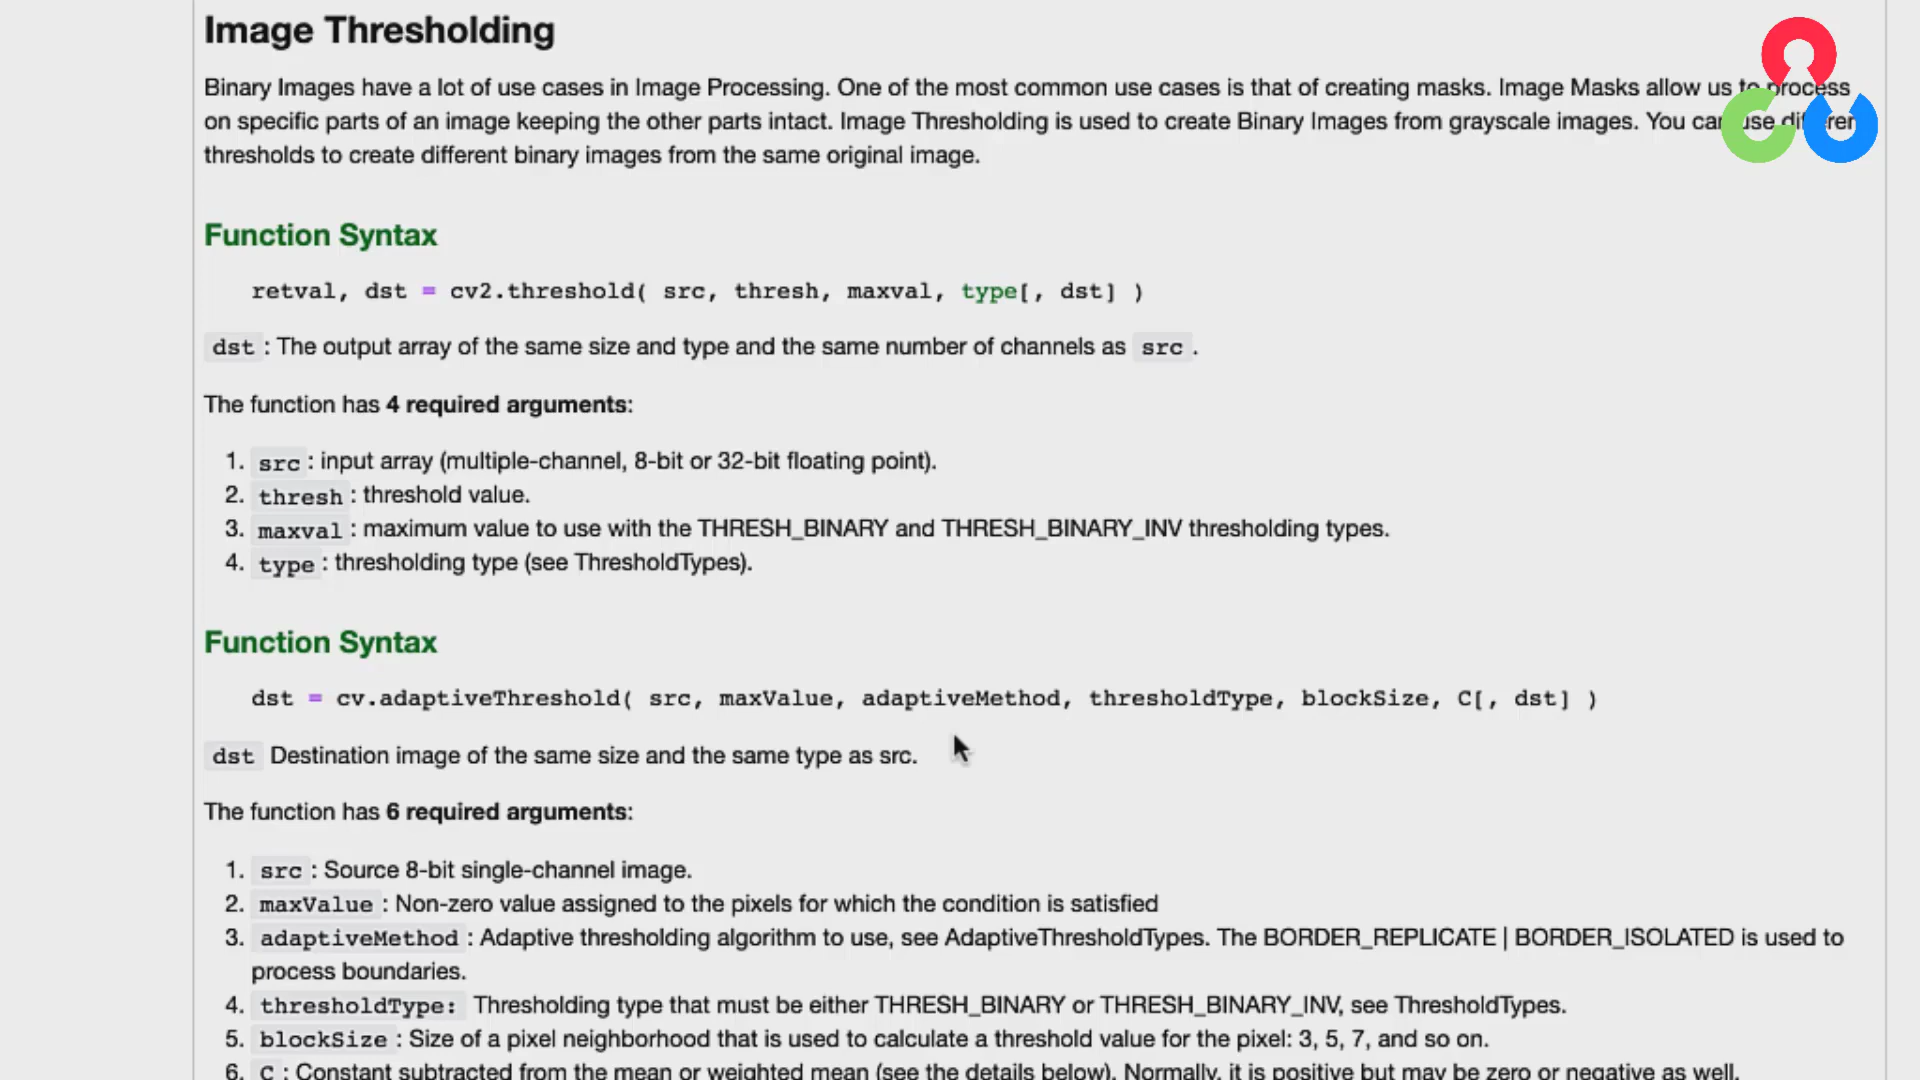 Image Thresholding
Binary Images have a lot of use cases in Image Processing. One of the most common use cases is that of creating masks. Image Masks allow us to process
on specific parts of an image keeping the other parts intact. Image Thresholding is used to create Binary Images from grayscale images. You can use
thresholds to create different binary images from the same original image.
Function Syntax
retval, dst = cv2.threshold( src, thresh, maxval, type[, dst] )
dst : The output array of the same size and type and the same number of channels as src .
The function has 4 required arguments:
1. src : input array (multiple-channel, 8-bit or 32-bit floating point).
2. thresh : threshold value.
3. maxval : maximum value to use with the THRESH_BINARY and THRESH_BINARY_INV thresholding types.
4. type : thresholding type (see ThresholdTypes).
Function Syntax
dst = cv.adaptiveThreshold( src, maxValue, adaptiveMethod, thresholdType, blockSize, C[, dst] )
dst Destination image of the same size and the same type as src.
The function has 6 required arguments:
1. src : Source 8-bit single-channel image.
2. maxValue : Non-zero value assigned to the pixels for which the condition is satisfied
3. adaptiveMethod : Adaptive thresholding algorithm to use, see AdaptiveThresholdTypes. The BORDER_REPLICATE | BORDER_ISOLATED is used to
process boundaries.
4. thresholdType: Thresholding type that must be either THRESH_BINARY or THRESH_BINARY_INV, see ThresholdTypes.
5. blockSize : Size of a pixel neighborhood that is used to calculate a threshold value for the pixel: 3, 5, 7, and so on.
6. C : Constant subtracted from the mean or weighted mean (see the details below). Normally, it is positive but may be zero or negative as well.